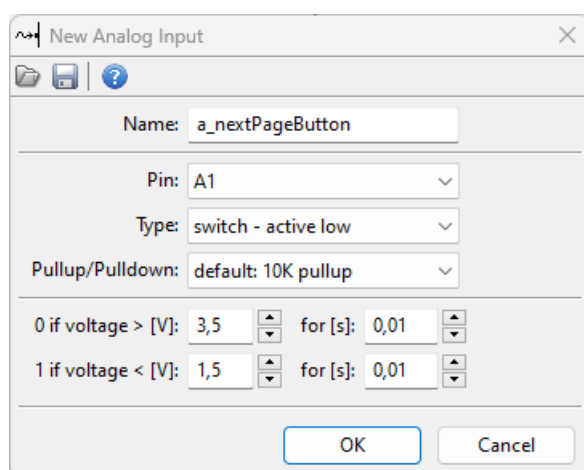 New Analog Input
Name: a_nextPageButton
Pin: A1
Type: switch - active low
Pullup/Pulldown: default: 10K pullup
0 if voltage > [V]: 3,5 for [s]: 0,01
1 if voltage < [V]: 1,5 for [s]: 0,01
OK Cancel